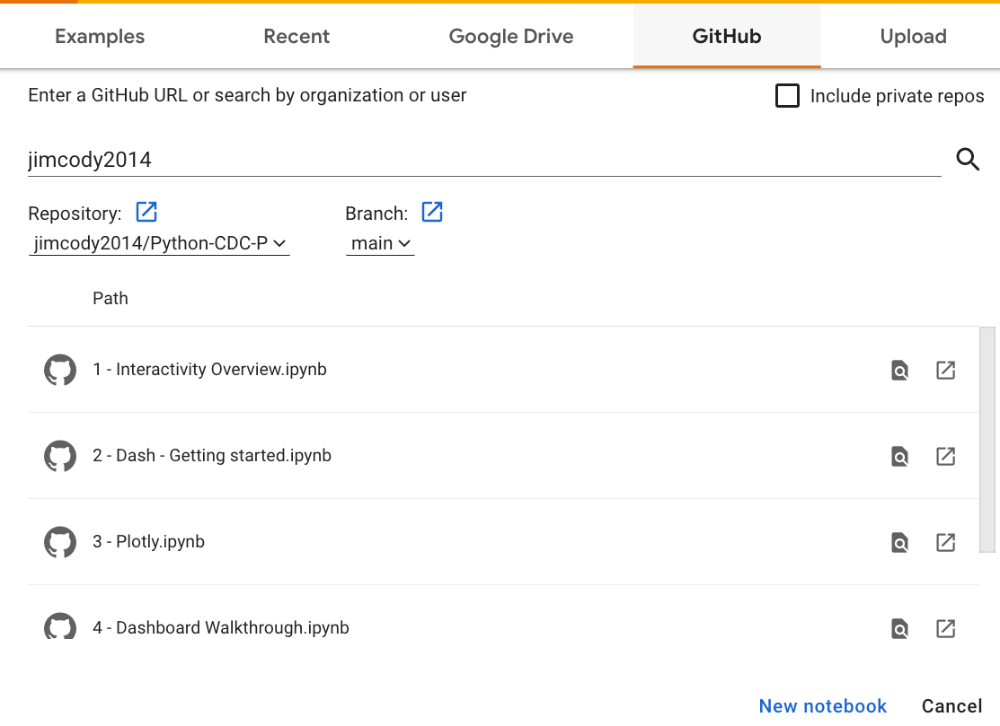 Examples Recent Google Drive GitHub Upload
Enter a GitHub URL or search by organization or user Include private repos
jimcody2014
Repository: Branch:
jimcody2014/Python-CDC-P main
Path
1 - Interactivity Overview.ipynb
2 - Dash - Getting started.ipynb
3 - Plotly.ipynb
4 - Dashboard Walkthrough.ipynb
New notebook Cancel